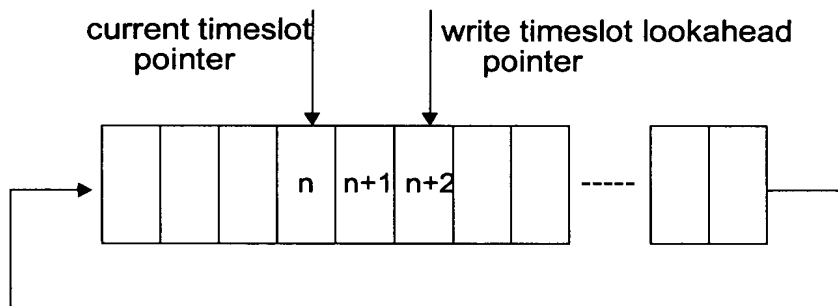 current timeslot
pointer
write timeslot lookahead
pointer
n n+1 n+2